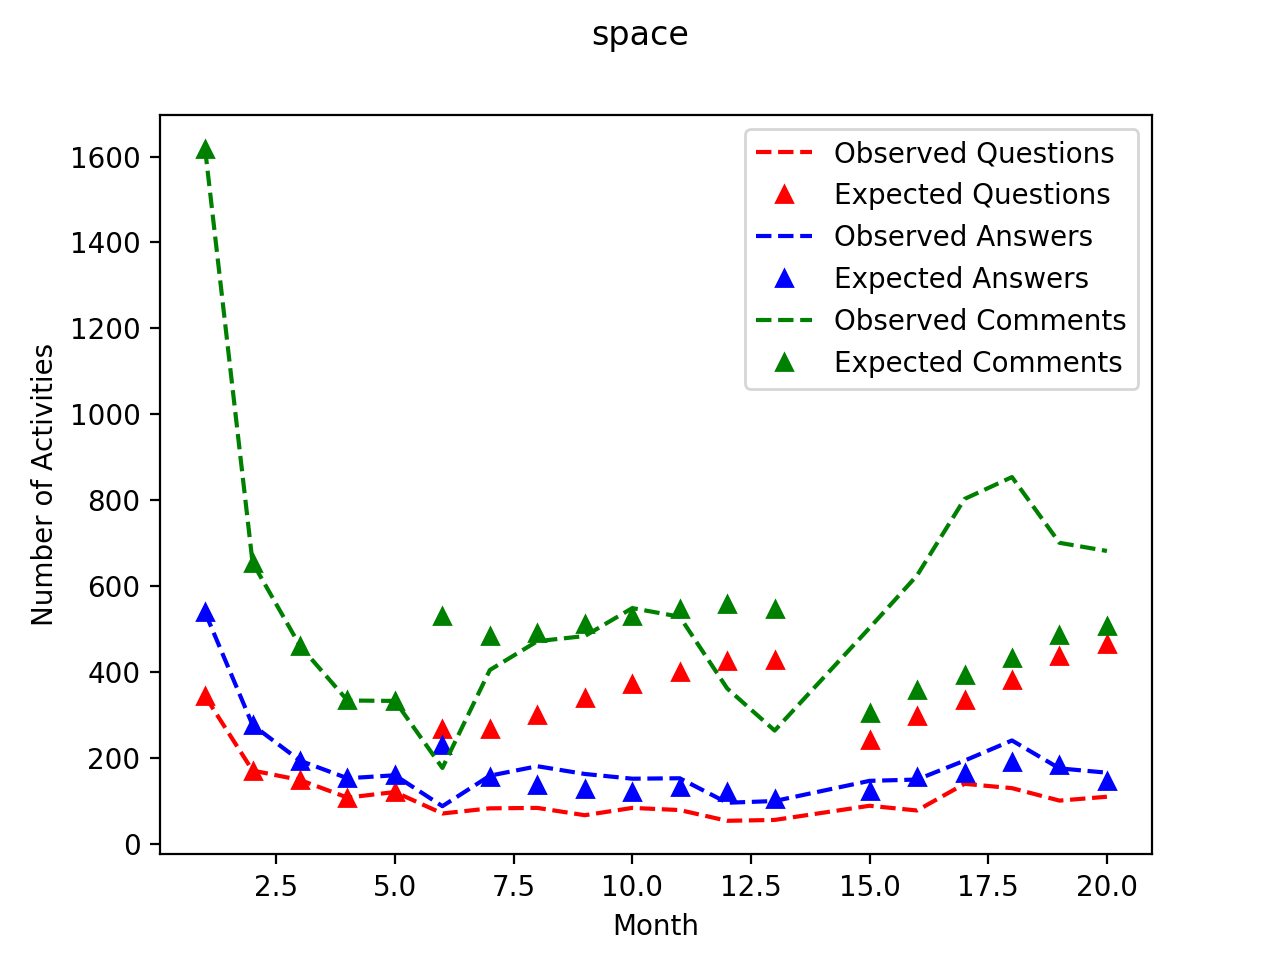 space
1600
1400
1200
1000
800
600
400
200
0
Number of Activities
2.5
5.0
7.5
10.0
12.5
15.0
17.5
20.0
Month
Observed Questions
Expected Questions
Observed Answers
Expected Answers
Observed Comments
Expected Comments